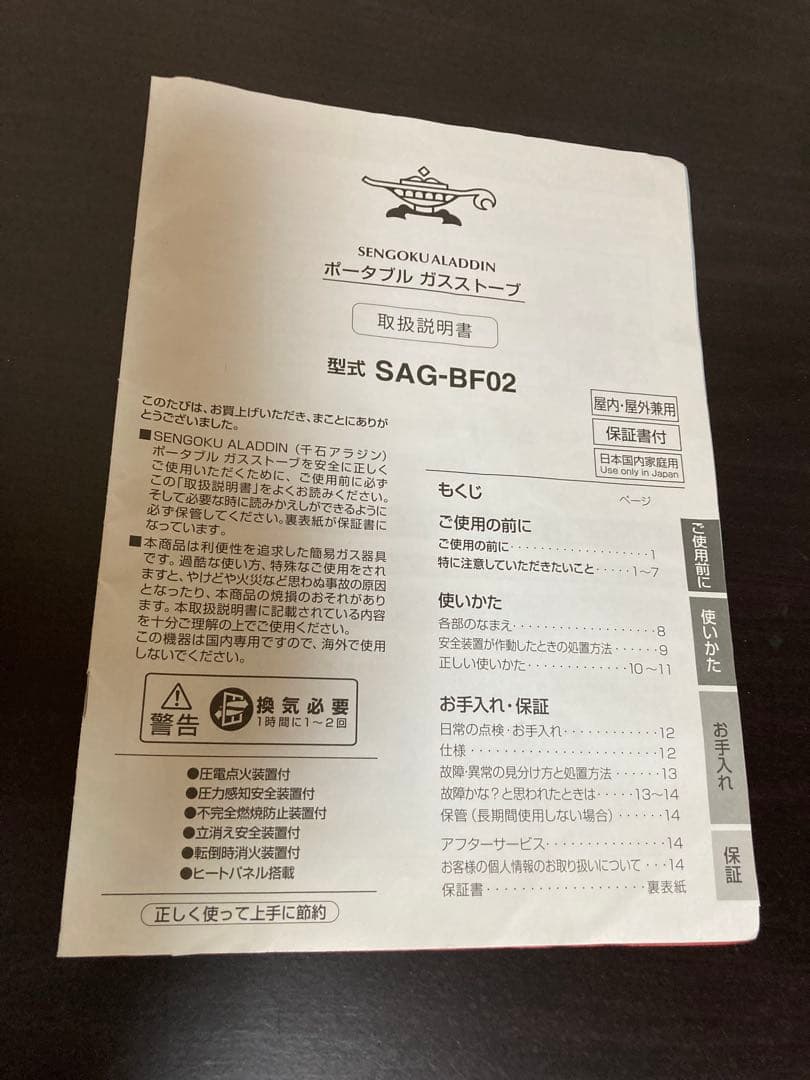 SENGOKU ALADDIN
ポータブル ガスストーブ
取扱説明書
型式 SAG-BF02
屋内・屋外兼用
保証書付
日本国内家庭用
Use only in Japan
このたびは、お買上げいただき、まことにありが
とうございました。
■SENGOKU ALADDIN（千石アラジン）
ポータブル ガスストーブを安全に正しく
ご使用いただくために、ご使用前に必ず
この「取扱説明書」をよくお読みください。
そして必要な時に読みかえしができるように
必ず保管してください。裏表紙が保証書に
なっています。
■本商品は利便性を追求した簡易ガス器具
です。過酷な使い方、特殊なご使用をされ
ますと、やけどや火災など思わぬ事故の原因
となったり、本商品の焼損のおそれがあり
ます。本取扱説明書に記載されている内容
を十分ご理解の上でご使用ください。
この機器は国内専用ですので、海外で使用
しないでください。
警告
換気必要
1時間に1～2回
●圧電点火装置付
●圧力感知安全装置付
●不完全燃焼防止装置付
●立消え安全装置付
●転倒時消火装置付
●ヒートパネル搭載
正しく使って上手に節約
もくじ ページ
ご使用の前に
ご使用の前に・・・・・・・・・・・・・・・・・・・1
特に注意していただきたいこと・・・・・1～7
使いかた
各部のなまえ・・・・・・・・・・・・・・・・・・・8
安全装置が作動したときの処置方法・・・・・・9
正しい使いかた・・・・・・・・・・・・・10～11
お手入れ・保証
日常の点検・お手入れ・・・・・・・・・・・・12
仕様・・・・・・・・・・・・・・・・・・・・・・・12
故障・異常の見分け方と処置方法・・・・・・13
故障かな？と思われたときは・・・・・13～14
保管（長期間使用しない場合）・・・・・・・14
アフターサービス・・・・・・・・・・・・・・・14
お客様の個人情報のお取り扱いについて・・・14
保証書・・・・・・・・・・・・・・・・・・・裏表紙
ご使用前に
使いかた
お手入れ
保証